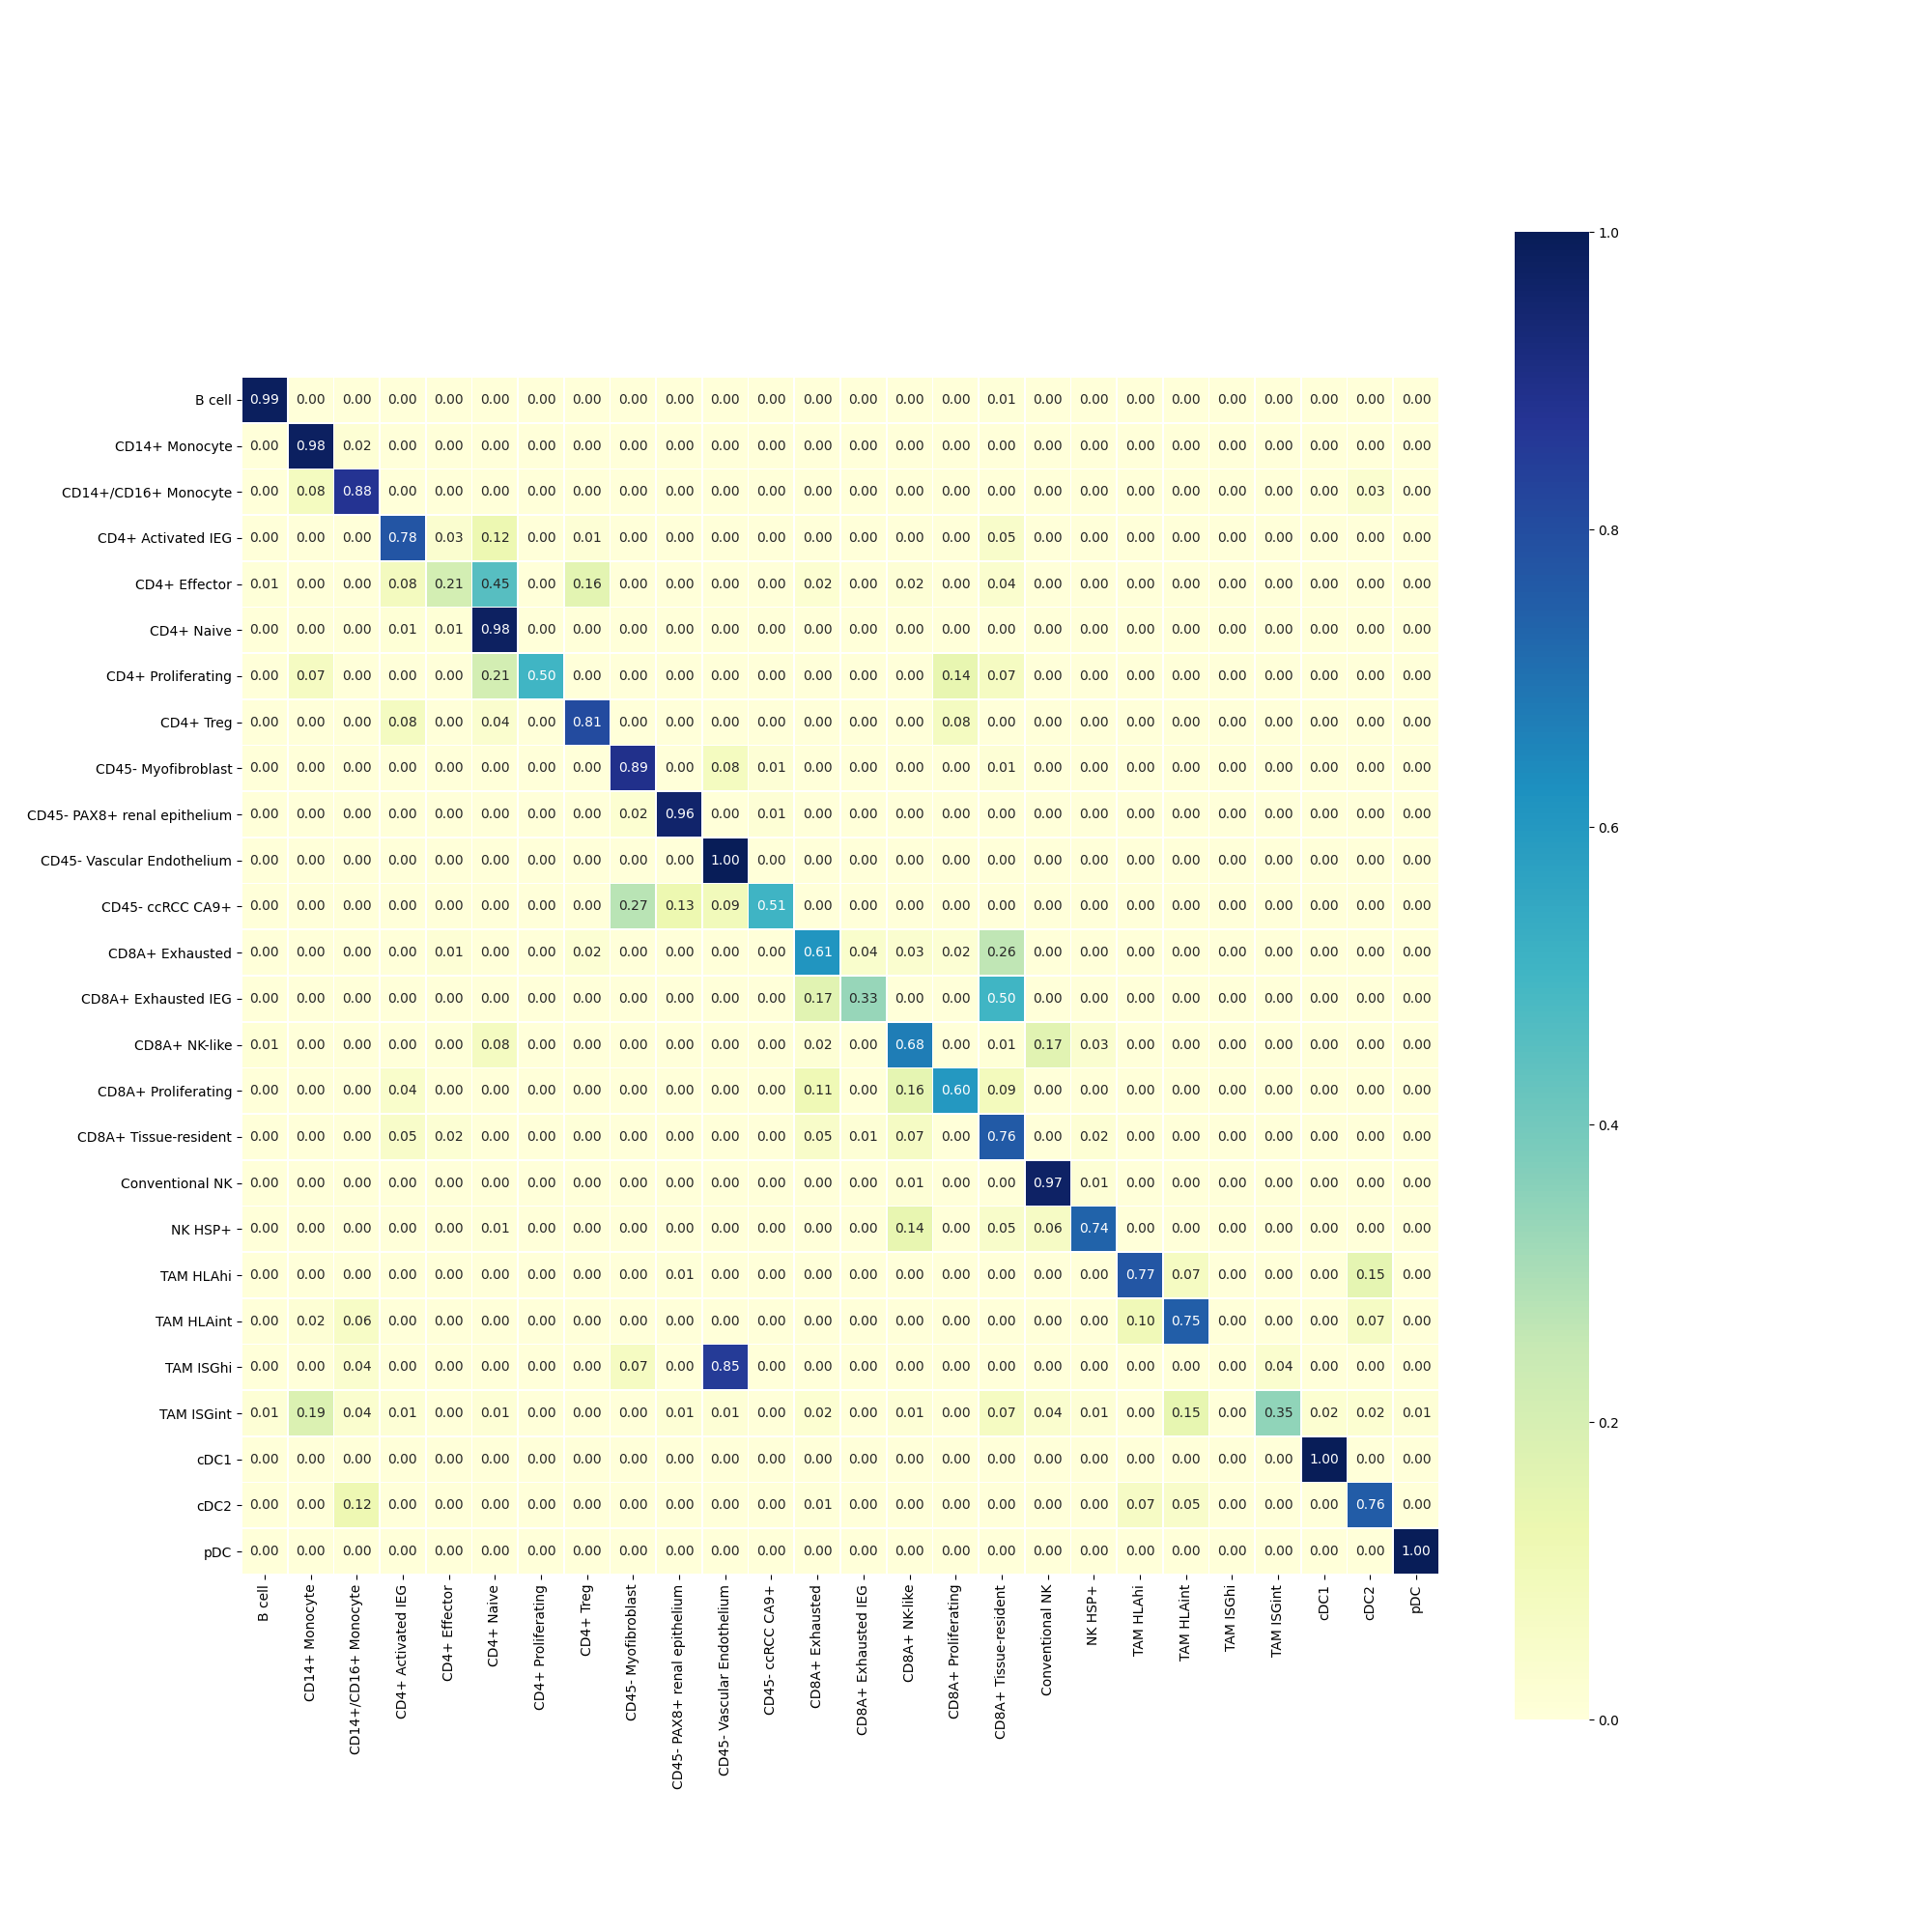 1.0
B cell 0.99 0.00 0.00 0.00 0.00 0.00 0.00 0.00 0.00 0.00 0.00 0.00 0.00 0.00 0.00 0.00 0.01 0.00 0.00 0.00 0.00 0.00 0.00 0.00 0.00 0.00
CD14+ Monocyte 0.00 0.98 0.02 0.00 0.00 0.00 0.00 0.00 0.00 0.00 0.00 0.00 0.00 0.00 0.00 0.00 0.00 0.00 0.00 0.00 0.00 0.00 0.00 0.00 0.00 0.00
CD14+/CD16+ Monocyte 0.00 0.08 0.88 0.00 0.00 0.00 0.00 0.00 0.00 0.00 0.00 0.00 0.00 0.00 0.00 0.00 0.00 0.00 0.00 0.00 0.00 0.00 0.00 0.00 0.03 0.00
CD4+ Activated IEG 0.00 0.00 0.00 0.78 0.03 0.12 0.00 0.01 0.00 0.00 0.00 0.00 0.00 0.00 0.00 0.00 0.05 0.00 0.00 0.00 0.00 0.00 0.00 0.00 0.00 0.00
0.8
CD4+ Effector 0.01 0.00 0.00 0.08 0.21 0.45 0.00 0.16 0.00 0.00 0.00 0.00 0.02 0.00 0.02 0.00 0.04 0.00 0.00 0.00 0.00 0.00 0.00 0.00 0.00 0.00
CD4+ Naive 0.00 0.00 0.00 0.01 0.01 0.98 0.00 0.00 0.00 0.00 0.00 0.00 0.00 0.00 0.00 0.00 0.00 0.00 0.00 0.00 0.00 0.00 0.00 0.00 0.00 0.00
CD4+ Proliferating 0.00 0.07 0.00 0.00 0.00 0.21 0.50 0.00 0.00 0.00 0.00 0.00 0.00 0.00 0.00 0.14 0.07 0.00 0.00 0.00 0.00 0.00 0.00 0.00 0.00 0.00
CD4+ Treg 0.00 0.00 0.00 0.08 0.00 0.04 0.00 0.81 0.00 0.00 0.00 0.00 0.00 0.00 0.00 0.08 0.00 0.00 0.00 0.00 0.00 0.00 0.00 0.00 0.00 0.00
CD45- Myofibroblast 0.00 0.00 0.00 0.00 0.00 0.00 0.00 0.00 0.89 0.00 0.08 0.01 0.00 0.00 0.00 0.00 0.01 0.00 0.00 0.00 0.00 0.00 0.00 0.00 0.00 0.00
CD45- PAX8+ renal epithelium 0.00 0.00 0.00 0.00 0.00 0.00 0.00 0.00 0.02 0.96 0.00 0.01 0.00 0.00 0.00 0.00 0.00 0.00 0.00 0.00 0.00 0.00 0.00 0.00 0.00 0.00
0.6
CD45- Vascular Endothelium 0.00 0.00 0.00 0.00 0.00 0.00 0.00 0.00 0.00 0.00 1.00 0.00 0.00 0.00 0.00 0.00 0.00 0.00 0.00 0.00 0.00 0.00 0.00 0.00 0.00 0.00
CD45- ccRCC CA9+ 0.00 0.00 0.00 0.00 0.00 0.00 0.00 0.00 0.27 0.13 0.09 0.51 0.00 0.00 0.00 0.00 0.00 0.00 0.00 0.00 0.00 0.00 0.00 0.00 0.00 0.00
CD8A+ Exhausted 0.00 0.00 0.00 0.00 0.01 0.00 0.00 0.02 0.00 0.00 0.00 0.00 0.61 0.04 0.03 0.02 0.26 0.00 0.00 0.00 0.00 0.00 0.00 0.00 0.00 0.00
CD8A+ Exhausted IEG 0.00 0.00 0.00 0.00 0.00 0.00 0.00 0.00 0.00 0.00 0.00 0.00 0.17 0.33 0.00 0.00 0.50 0.00 0.00 0.00 0.00 0.00 0.00 0.00 0.00 0.00
CD8A+ NK-like 0.01 0.00 0.00 0.00 0.00 0.08 0.00 0.00 0.00 0.00 0.00 0.00 0.02 0.00 0.68 0.00 0.01 0.17 0.03 0.00 0.00 0.00 0.00 0.00 0.00 0.00
CD8A+ Proliferating 0.00 0.00 0.00 0.04 0.00 0.00 0.00 0.00 0.00 0.00 0.00 0.00 0.11 0.00 0.16 0.60 0.09 0.00 0.00 0.00 0.00 0.00 0.00 0.00 0.00 0.00
0.4
CD8A+ Tissue-resident 0.00 0.00 0.00 0.05 0.02 0.00 0.00 0.00 0.00 0.00 0.00 0.00 0.05 0.01 0.07 0.00 0.76 0.00 0.02 0.00 0.00 0.00 0.00 0.00 0.00 0.00
Conventional NK 0.00 0.00 0.00 0.00 0.00 0.00 0.00 0.00 0.00 0.00 0.00 0.00 0.00 0.00 0.01 0.00 0.00 0.97 0.01 0.00 0.00 0.00 0.00 0.00 0.00 0.00
NK HSP+ 0.00 0.00 0.00 0.00 0.00 0.01 0.00 0.00 0.00 0.00 0.00 0.00 0.00 0.00 0.14 0.00 0.05 0.06 0.74 0.00 0.00 0.00 0.00 0.00 0.00 0.00
TAM HLAhi 0.00 0.00 0.00 0.00 0.00 0.00 0.00 0.00 0.00 0.01 0.00 0.00 0.00 0.00 0.00 0.00 0.00 0.00 0.00 0.77 0.07 0.00 0.00 0.00 0.15 0.00
TAM HLAint 0.00 0.02 0.06 0.00 0.00 0.00 0.00 0.00 0.00 0.00 0.00 0.00 0.00 0.00 0.00 0.00 0.00 0.00 0.00 0.10 0.75 0.00 0.00 0.00 0.07 0.00
TAM ISGhi 0.00 0.00 0.04 0.00 0.00 0.00 0.00 0.00 0.07 0.00 0.85 0.00 0.00 0.00 0.00 0.00 0.00 0.00 0.00 0.00 0.00 0.00 0.04 0.00 0.00 0.00
TAM ISGint 0.01 0.19 0.04 0.01 0.00 0.01 0.00 0.00 0.00 0.01 0.01 0.00 0.02 0.00 0.01 0.00 0.07 0.04 0.01 0.00 0.15 0.00 0.35 0.02 0.02 0.01
0.2
cDC1 0.00 0.00 0.00 0.00 0.00 0.00 0.00 0.00 0.00 0.00 0.00 0.00 0.00 0.00 0.00 0.00 0.00 0.00 0.00 0.00 0.00 0.00 0.00 1.00 0.00 0.00
cDC2 0.00 0.00 0.12 0.00 0.00 0.00 0.00 0.00 0.00 0.00 0.00 0.00 0.01 0.00 0.00 0.00 0.00 0.00 0.00 0.07 0.05 0.00 0.00 0.00 0.76 0.00
pDC 0.00 0.00 0.00 0.00 0.00 0.00 0.00 0.00 0.00 0.00 0.00 0.00 0.00 0.00 0.00 0.00 0.00 0.00 0.00 0.00 0.00 0.00 0.00 0.00 0.00 1.00
B cell
CD14+ Monocyte
CD14+/CD16+ Monocyte
CD4+ Activated IEG
CD4+ Effector
CD4+ Naive
CD4+ Proliferating
CD4+ Treg
CD45- Myofibroblast
CD45- PAX8+ renal epithelium
CD45- Vascular Endothelium
CD45- ccRCC CA9+
CD8A+ Exhausted
CD8A+ Exhausted IEG
CD8A+ NK-like
CD8A+ Proliferating
CD8A+ Tissue-resident
Conventional NK
NK HSP+
TAM HLAhi
TAM HLAint
TAM ISGhi
TAM ISGint
cDC1
cDC2
pDC
0.0